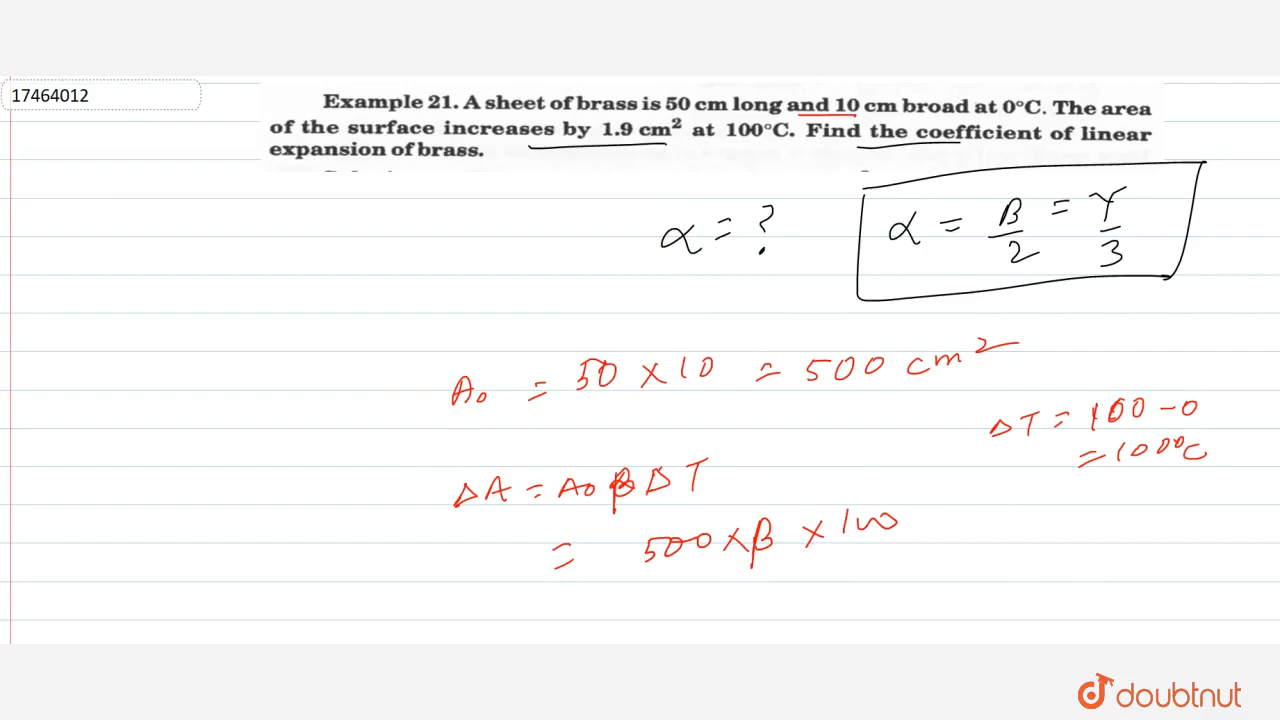 17464012
Example 21. A sheet of brass is 50 cm long and 10 cm broad at 0°C. The area
of the surface increases by 1.9 cm² at 100°C. Find the coefficient of linear
expansion of brass.
α = ?
α = β/2 = γ/3
A₀ = 50 × 10 = 500 cm²
ΔT = 100 - 0
= 100°C
ΔA = A₀ β Δ T
= 500 × β × 100
doubtnut